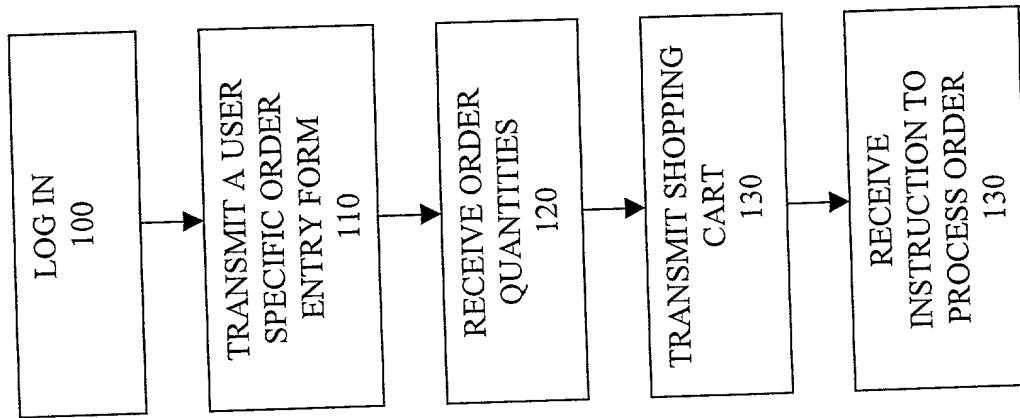 LOG IN
100
TRANSMIT A USER
SPECIFIC ORDER
ENTRY FORM
110
RECEIVE ORDER
QUANTITIES
120
TRANSMIT SHOPPING
CART
130
RECEIVE
INSTRUCTION TO
PROCESS ORDER
130